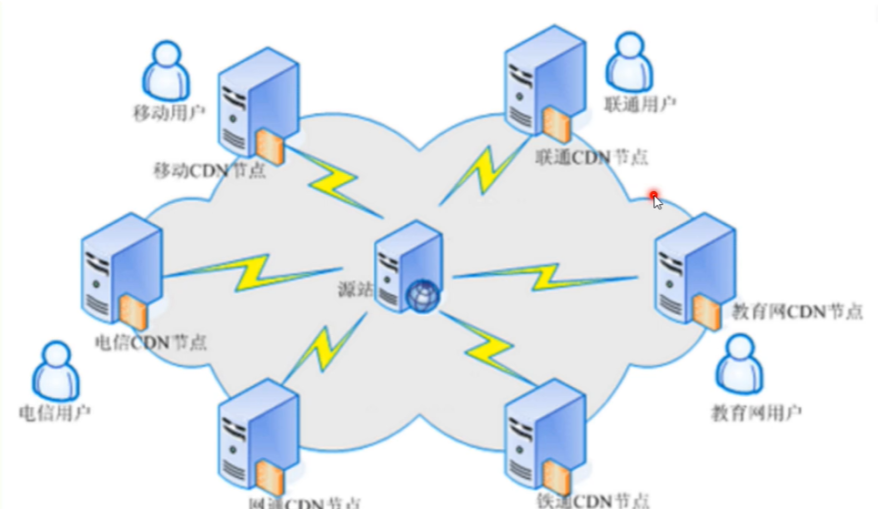 移动用户
联通用户
移动CDN节点
联通CDN节点
源站
教育网CDN节点
电信CDN节点
电信用户
教育网用户
网通CDN节点
铁通CDN节点